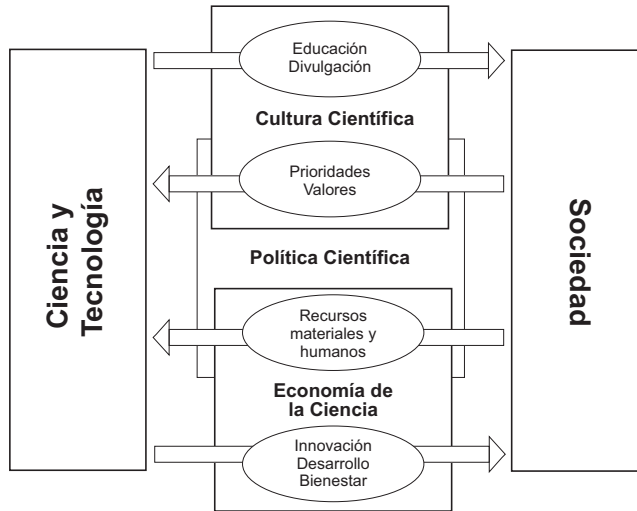 Educación
Divulgación
Cultura Científica
Prioridades
Valores
Ciencia y
Tecnología
Sociedad
Política Científica
Recursos
materiales y
humanos
Economía de
la Ciencia
Innovación
Desarrollo
Bienestar